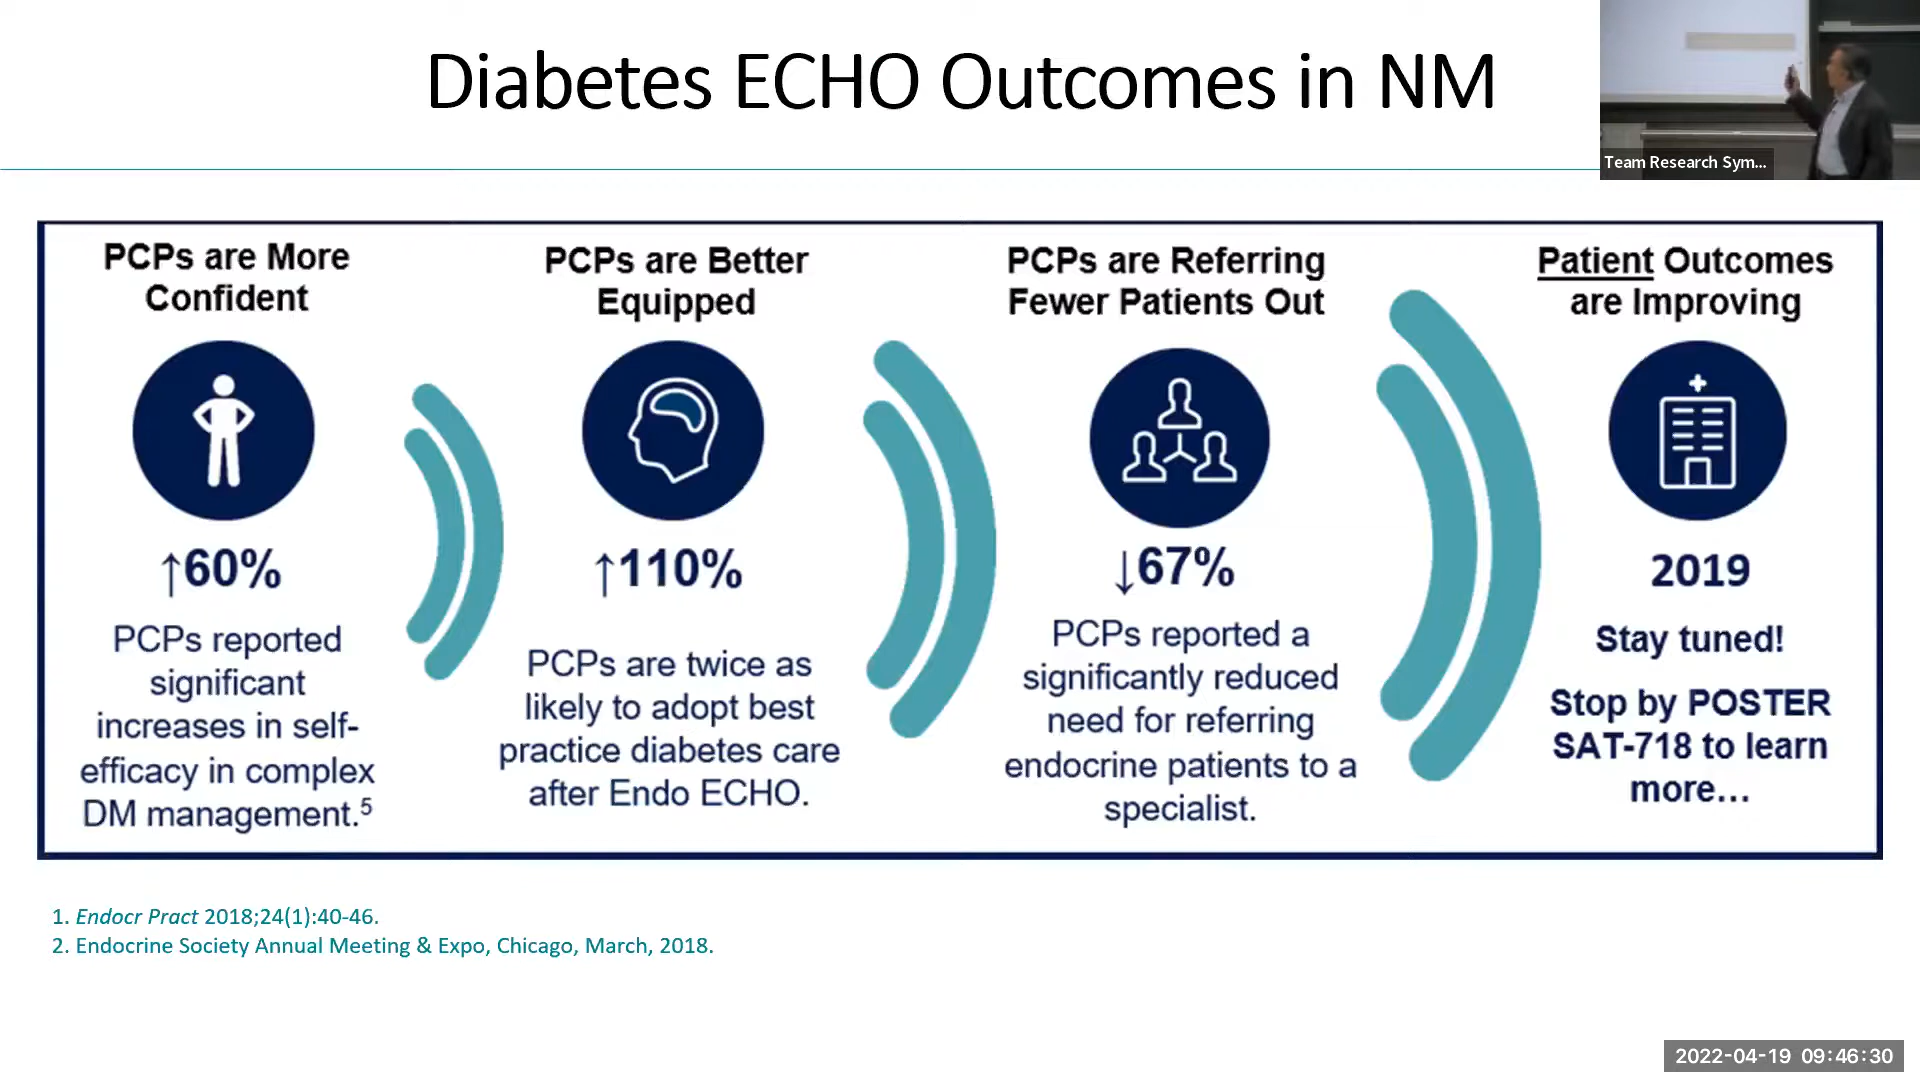 Diabetes ECHO Outcomes in NM
Team Research Sym...
PCPs are More
Confident
↑60%
PCPs reported
significant
increases in self-
efficacy in complex
DM management.5
PCPs are Better
Equipped
↑110%
PCPs are twice as
likely to adopt best
practice diabetes care
after Endo ECHO.
PCPs are Referring
Fewer Patients Out
↓67%
PCPs reported a
significantly reduced
need for referring
endocrine patients to a
specialist.
Patient Outcomes
are Improving
2019
Stay tuned!
Stop by POSTER
SAT-718 to learn
more...
1. Endocr Pract 2018;24(1):40-46.
2. Endocrine Society Annual Meeting & Expo, Chicago, March, 2018.
2022-04-19 09:46:30